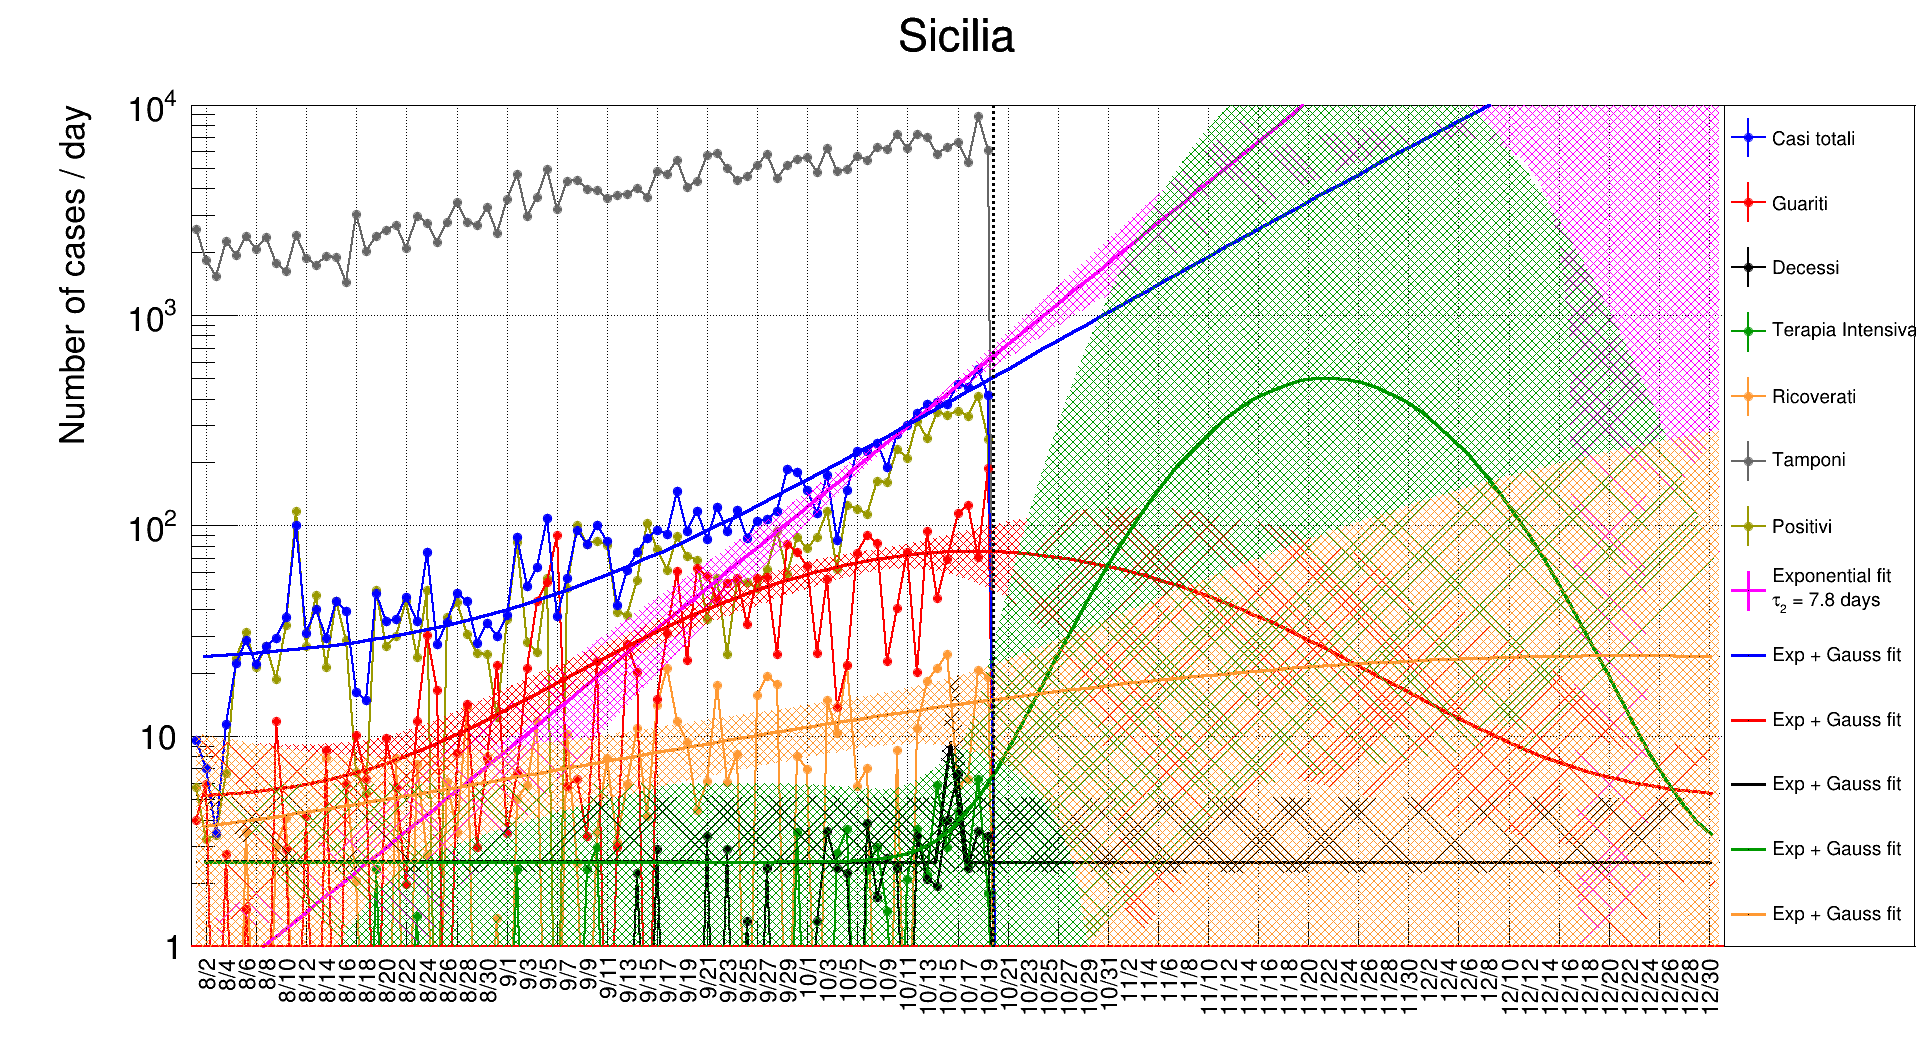 Sicilia
Number of cases / day
10^4
10^3
10^2
10
1
8/2 8/4 8/6 8/8 8/10 8/12 8/14 8/16 8/18 8/20 8/22 8/24 8/26 8/28 8/30 9/1 9/3 9/5 9/7 9/9 9/11 9/13 9/15 9/17 9/19 9/21 9/23 9/25 9/27 9/29 10/1 10/3 10/5 10/7 10/9 10/11 10/13 10/15 10/17 10/19 10/21 10/23 10/25 10/27 10/29 10/31 11/2 11/4 11/6 11/8 11/10 11/12 11/14 11/16 11/18 11/20 11/22 11/24 11/26 11/28 11/30 12/2 12/4 12/6 12/8 12/10 12/12 12/14 12/16 12/18 12/20 12/22 12/24 12/26 12/28 12/30
Casi totali
Guariti
Decessi
Terapia Intensiva
Ricoverati
Tamponi
Positivi
Exponential fit
τ₂ = 7.8 days
Exp + Gauss fit
Exp + Gauss fit
Exp + Gauss fit
Exp + Gauss fit
Exp + Gauss fit